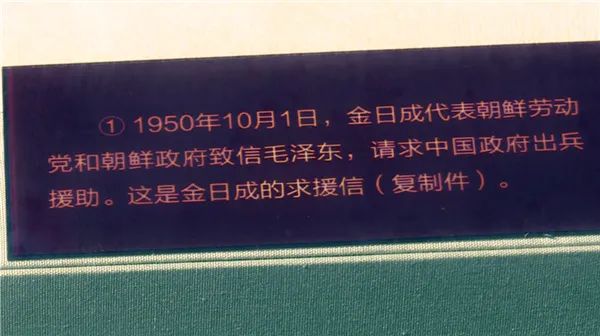 ① 1950年10月1日，金日成代表朝鲜劳动
党和朝鲜政府致信毛泽东，请求中国政府出兵
援助。这是金日成的求援信（复制件）。